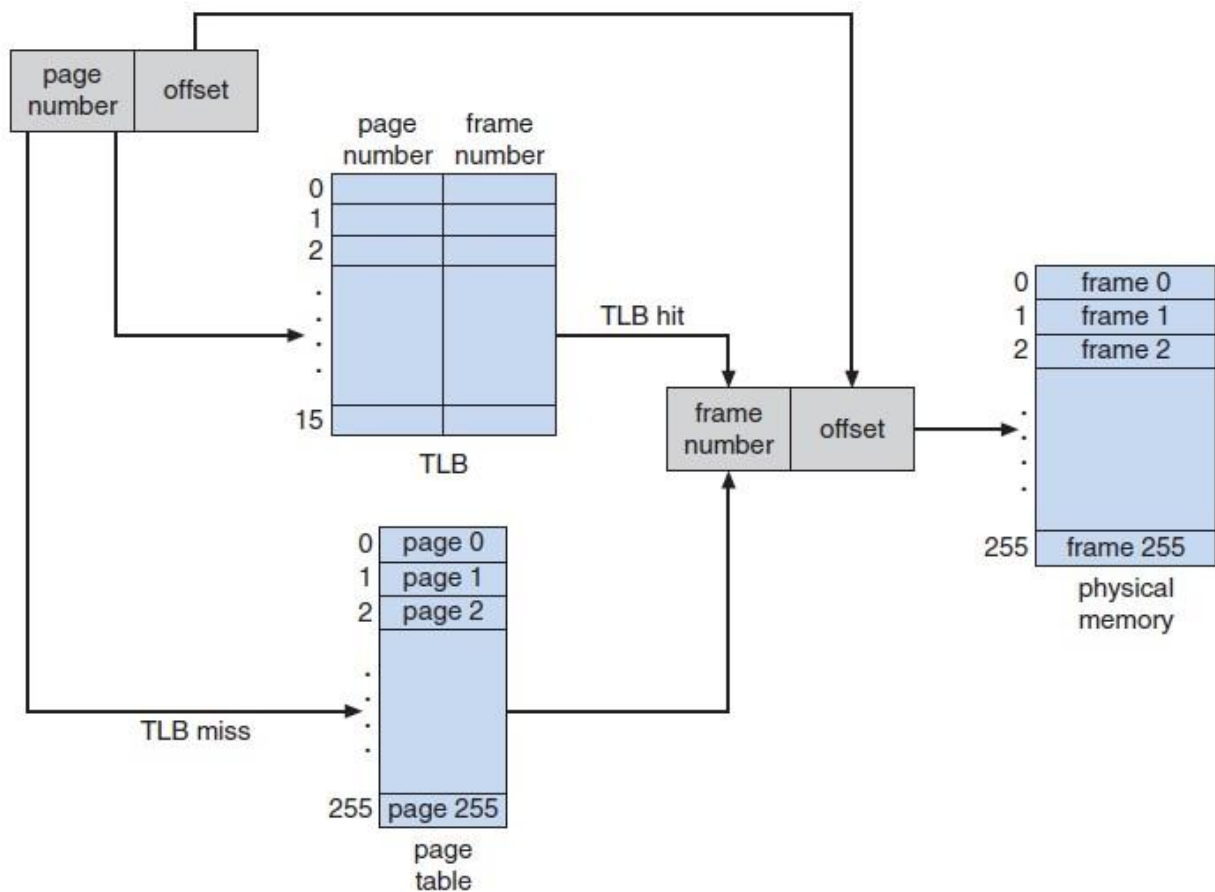 page
number
offset
page
number
frame
number
0
1
2
.
.
.
.
15
TLB
TLB hit
frame
number
offset
0 frame 0
1 frame 1
2 frame 2
.
.
.
.
255 frame 255
physical
memory
0 page 0
1 page 1
2 page 2
.
.
.
.
255 page 255
page
table
TLB miss